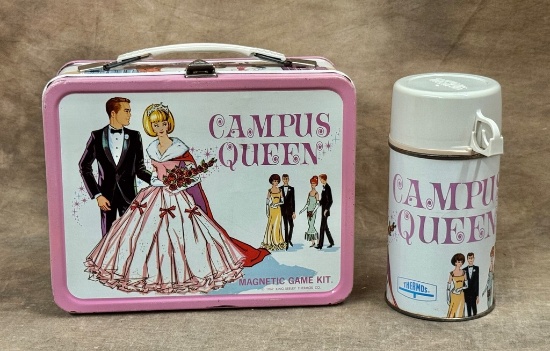 CAMPUS
QUEEN
MAGNETIC GAME KIT.
CAMPUS
QUEEN
THERMOS